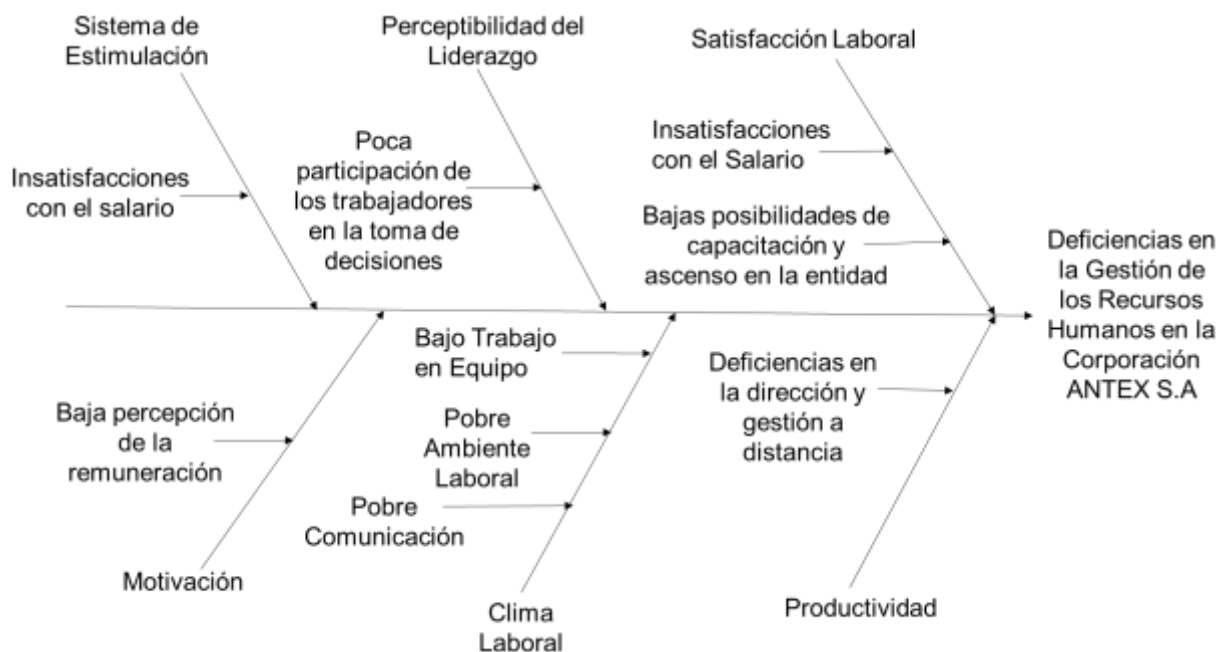 Sistema de
Estimulación
Perceptibilidad del
Liderazgo
Satisfacción Laboral
Insatisfacciones
con el salario
Poca
participación de
los trabajadores
en la toma de
decisiones
Insatisfacciones
con el Salario
Bajas posibilidades de
capacitación y
ascenso en la entidad
Deficiencias en
la Gestión de
los Recursos
Humanos en la
Corporación
ANTEX S.A
Baja percepción
de la
remuneración
Bajo Trabajo
en Equipo
Pobre
Ambiente
Laboral
Pobre
Comunicación
Deficiencias en
la dirección y
gestión a
distancia
Motivación
Clima
Laboral
Productividad